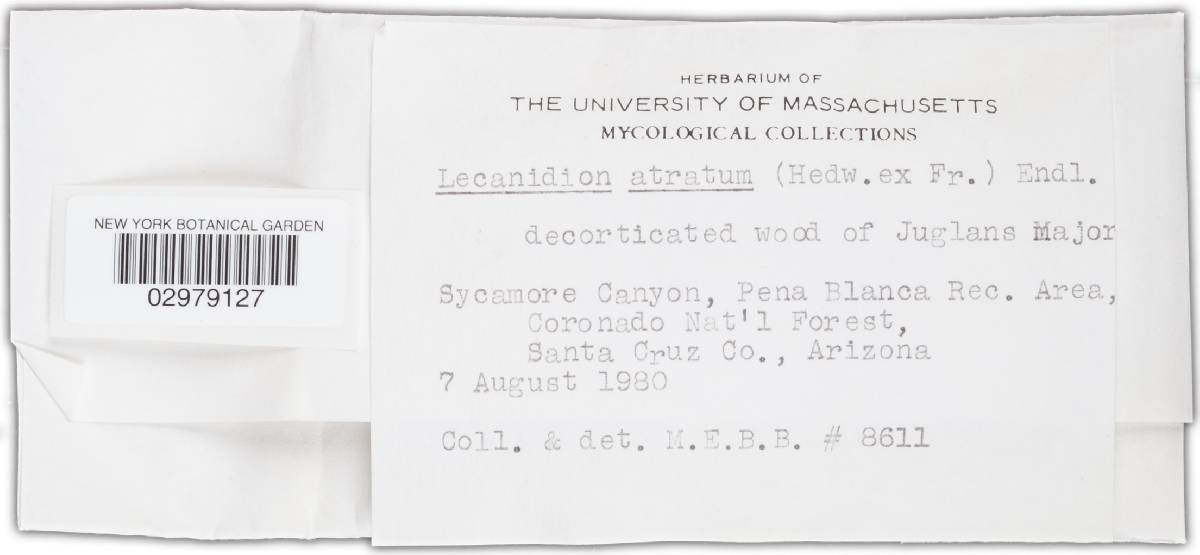 HERBARIUM OF
THE UNIVERSITY OF MASSACHUSETTS
MYCOLOGICAL COLLECTIONS
Lecanidion atratum (Hedw.ex Fr.) Endl.
decorticated wood of Juglans Major
Sycamore Canyon, Pena Blanca Rec. Area,
Coronado Nat'l Forest,
Santa Cruz Co., Arizona
7 August 1980
Coll. & det. M.E.B.B. # 8611
NEW YORK BOTANICAL GARDEN
02979127